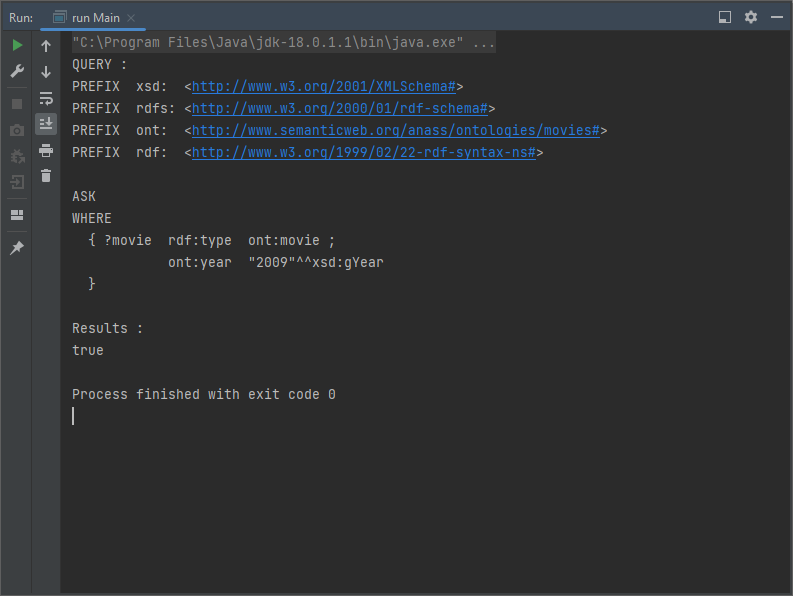 Run: run Main
"C:\Program Files\Java\jdk-18.0.1.1\bin\java.exe" ...
QUERY :
PREFIX  xsd:  <http://www.w3.org/2001/XMLSchema#>
PREFIX  rdfs: <http://www.w3.org/2000/01/rdf-schema#>
PREFIX  ont:  <http://www.semanticweb.org/anass/ontologies/movies#>
PREFIX  rdf:  <http://www.w3.org/1999/02/22-rdf-syntax-ns#>

ASK
WHERE
  { ?movie  rdf:type  ont:movie ;
            ont:year  "2009"^^xsd:gYear
  }

Results :
true

Process finished with exit code 0